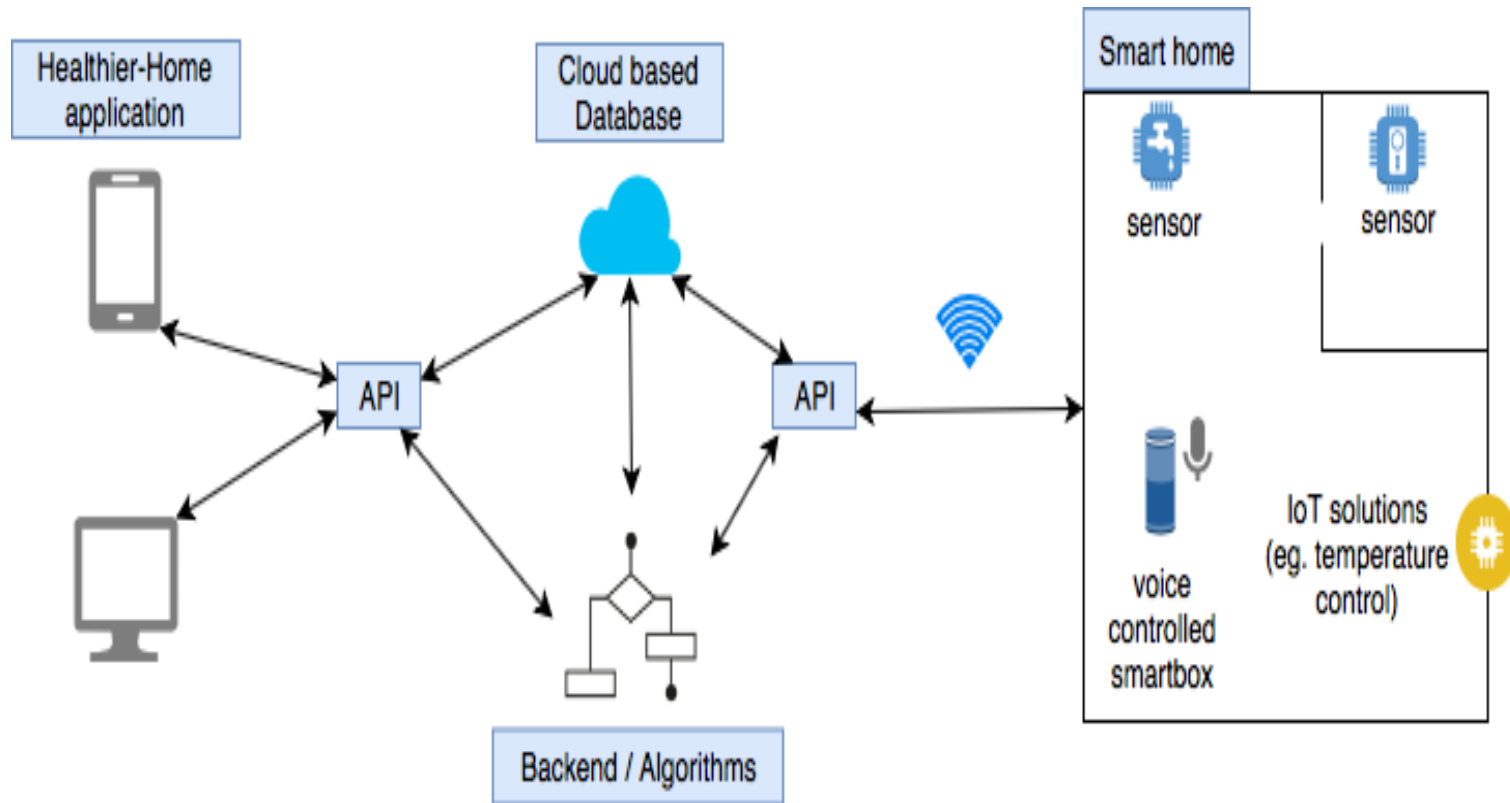 Healthier-Home
application
Cloud based
Database
Smart home
sensor
sensor
API
API
IoT solutions
(eg. temperature
control)
voice
controlled
smartbox
Backend / Algorithms